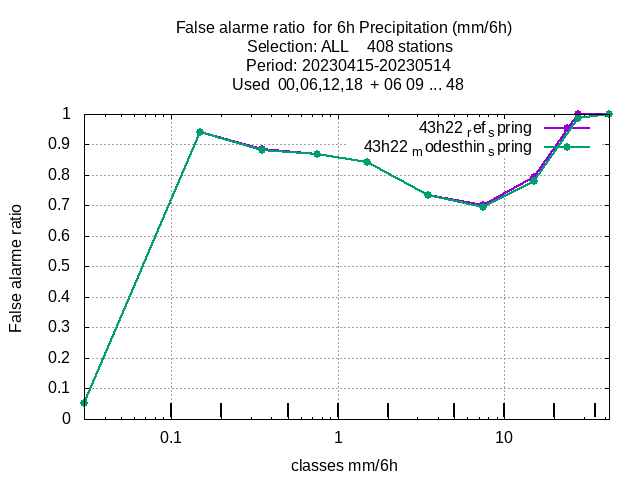 False alarme ratio  for 6h Precipitation (mm/6h)
Selection: ALL    408 stations
Period: 20230415-20230514
Used  00,06,12,18  + 06 09 ... 48
43h22 ref spring
43h22 modesthin spring
1
0.9
0.8
0.7
0.6
0.5
0.4
0.3
0.2
0.1
0
False alarme ratio
0.1 1 10
classes mm/6h